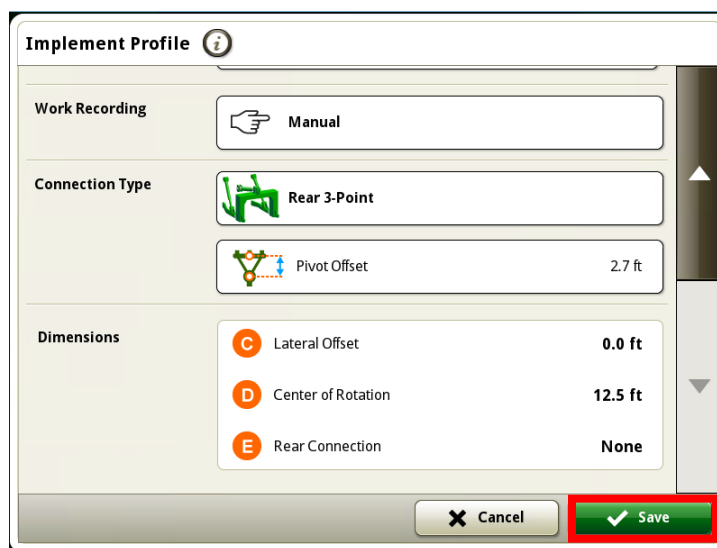 Implement Profile i
Work Recording
Manual
Connection Type
Rear 3-Point
Pivot Offset 2.7 ft
Dimensions
C Lateral Offset 0.0 ft
D Center of Rotation 12.5 ft
E Rear Connection None
Cancel Save